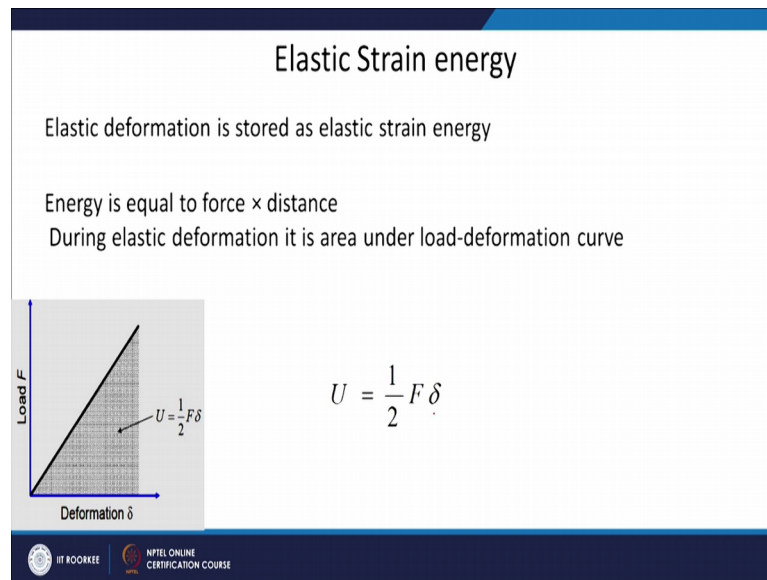 Elastic Strain energy
Elastic deformation is stored as elastic strain energy
Energy is equal to force × distance
During elastic deformation it is area under load-deformation curve
Load F
U = 1/2 Fδ
Deformation δ
U = 1/2 F δ
IIT ROORKEE
NPTEL ONLINE
CERTIFICATION COURSE
NPTEL